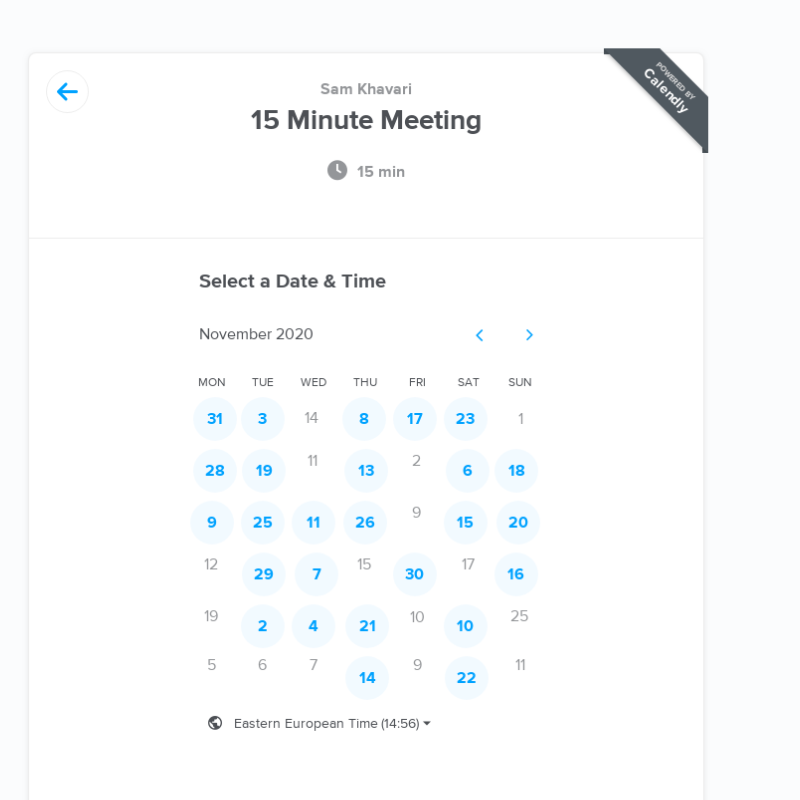 Sam Khavari
POWERED BY
Calendly
15 Minute Meeting
15 min
Select a Date & Time
November 2020
MON TUE WED THU FRI SAT SUN
31 3 14 8 17 23 1
28 19 11 13 2 6 18
9 25 11 26 9 15 20
12 29 7 15 30 17 16
19 2 4 21 10 10 25
5 6 7 14 9 22 11
Eastern European Time (14:56)